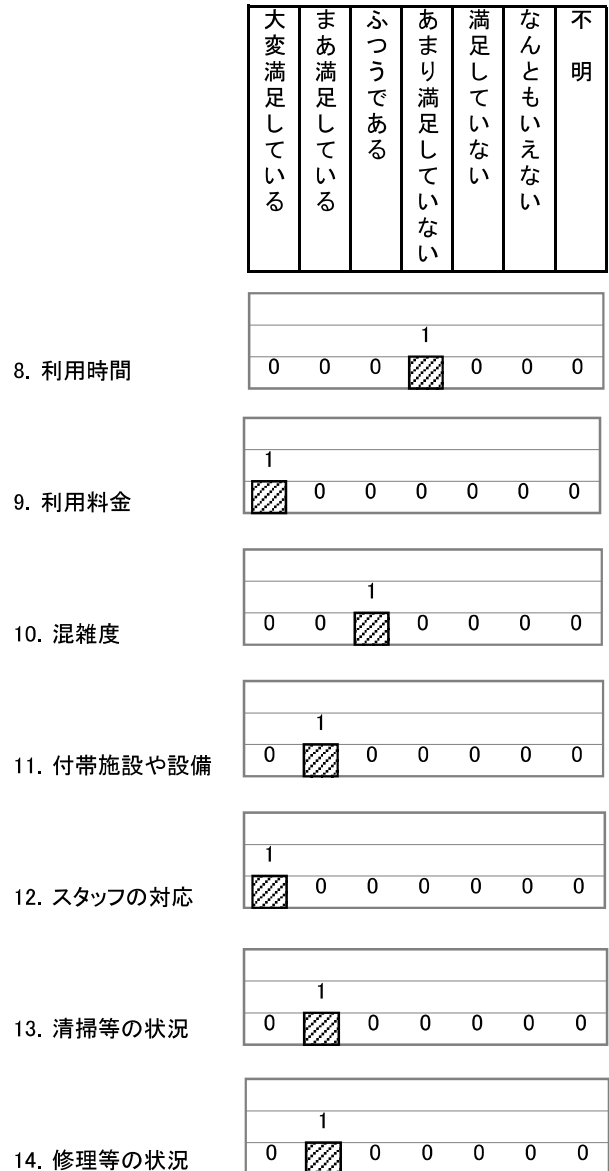 大変満足している
まあ満足している
ふつうである
あまり満足していない
満足していない
なんともいえない
不 明
1
8. 利用時間 0 0 0 0 0 0
1
9. 利用料金 0 0 0 0 0 0
1
10. 混雑度 0 0 0 0 0 0
1
11. 付帯施設や設備 0 0 0 0 0 0
1
12. スタッフの対応 0 0 0 0 0 0
1
13. 清掃等の状況 0 0 0 0 0 0
1
14. 修理等の状況 0 0 0 0 0 0